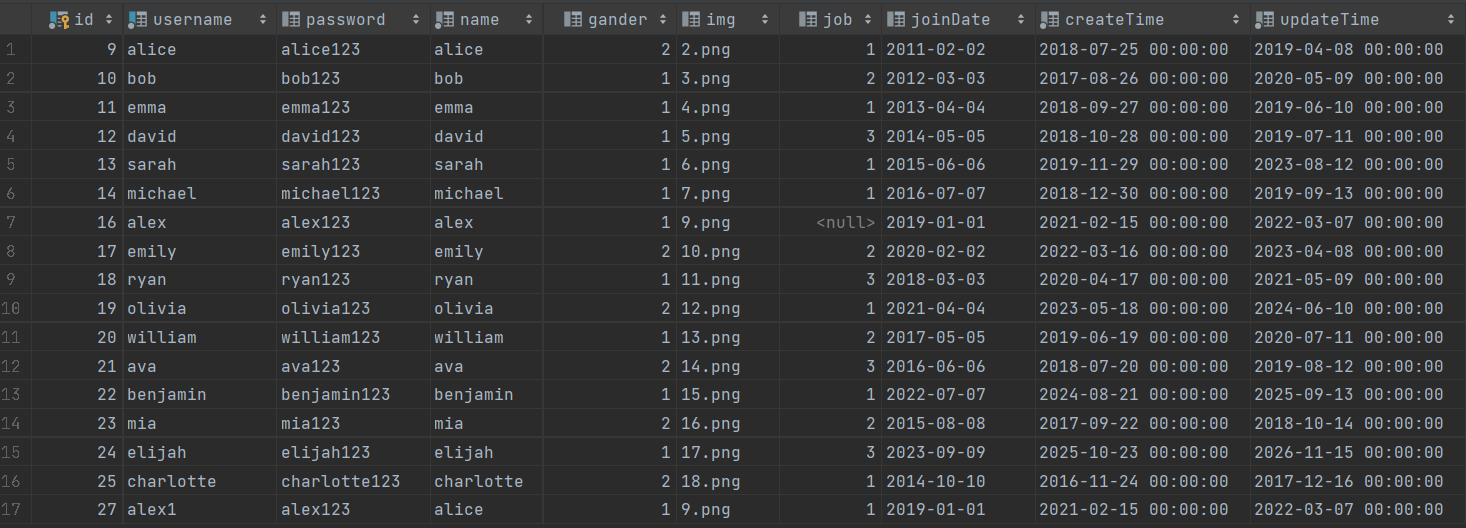 id username password name gander img job joinDate createTime updateTime
1 9 alice alice123 alice 2 2.png 1 2011-02-02 2018-07-25 00:00:00 2019-04-08 00:00:00
2 10 bob bob123 bob 1 3.png 2 2012-03-03 2017-08-26 00:00:00 2020-05-09 00:00:00
3 11 emma emma123 emma 1 4.png 1 2013-04-04 2018-09-27 00:00:00 2019-06-10 00:00:00
4 12 david david123 david 1 5.png 3 2014-05-05 2018-10-28 00:00:00 2019-07-11 00:00:00
5 13 sarah sarah123 sarah 1 6.png 1 2015-06-06 2019-11-29 00:00:00 2023-08-12 00:00:00
6 14 michael michael123 michael 1 7.png 1 2016-07-07 2018-12-30 00:00:00 2019-09-13 00:00:00
7 16 alex alex123 alex 1 9.png <null> 2019-01-01 2021-02-15 00:00:00 2022-03-07 00:00:00
8 17 emily emily123 emily 2 10.png 2 2020-02-02 2022-03-16 00:00:00 2023-04-08 00:00:00
9 18 ryan ryan123 ryan 1 11.png 3 2018-03-03 2020-04-17 00:00:00 2021-05-09 00:00:00
10 19 olivia olivia123 olivia 2 12.png 1 2021-04-04 2023-05-18 00:00:00 2024-06-10 00:00:00
11 20 william william123 william 1 13.png 2 2017-05-05 2019-06-19 00:00:00 2020-07-11 00:00:00
12 21 ava ava123 ava 2 14.png 3 2016-06-06 2018-07-20 00:00:00 2019-08-12 00:00:00
13 22 benjamin benjamin123 benjamin 1 15.png 1 2022-07-07 2024-08-21 00:00:00 2025-09-13 00:00:00
14 23 mia mia123 mia 2 16.png 2 2015-08-08 2017-09-22 00:00:00 2018-10-14 00:00:00
15 24 elijah elijah123 elijah 1 17.png 3 2023-09-09 2025-10-23 00:00:00 2026-11-15 00:00:00
16 25 charlotte charlotte123 charlotte 2 18.png 1 2014-10-10 2016-11-24 00:00:00 2017-12-16 00:00:00
17 27 alex1 alex123 alice 1 9.png 1 2019-01-01 2021-02-15 00:00:00 2022-03-07 00:00:00